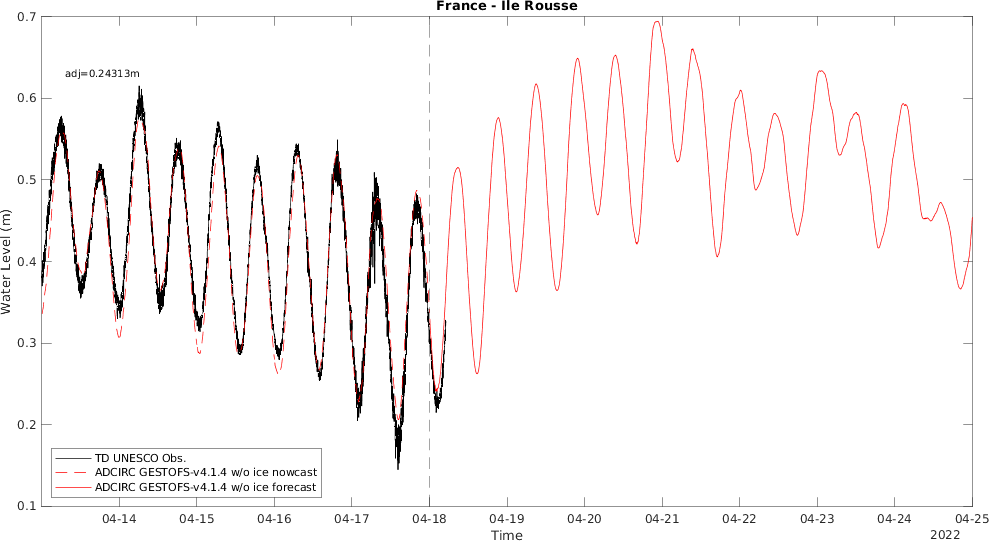 France - Ile Rousse
adj=0.24313m
0.7
0.6
0.5
0.4
0.3
0.2
0.1
Water Level (m)
TD UNESCO Obs.
ADCIRC GESTOFS-v4.1.4 w/o ice nowcast
ADCIRC GESTOFS-v4.1.4 w/o ice forecast
04-14 04-15 04-16 04-17 04-18 04-19 04-20 04-21 04-22 04-23 04-24 04-25
Time
2022